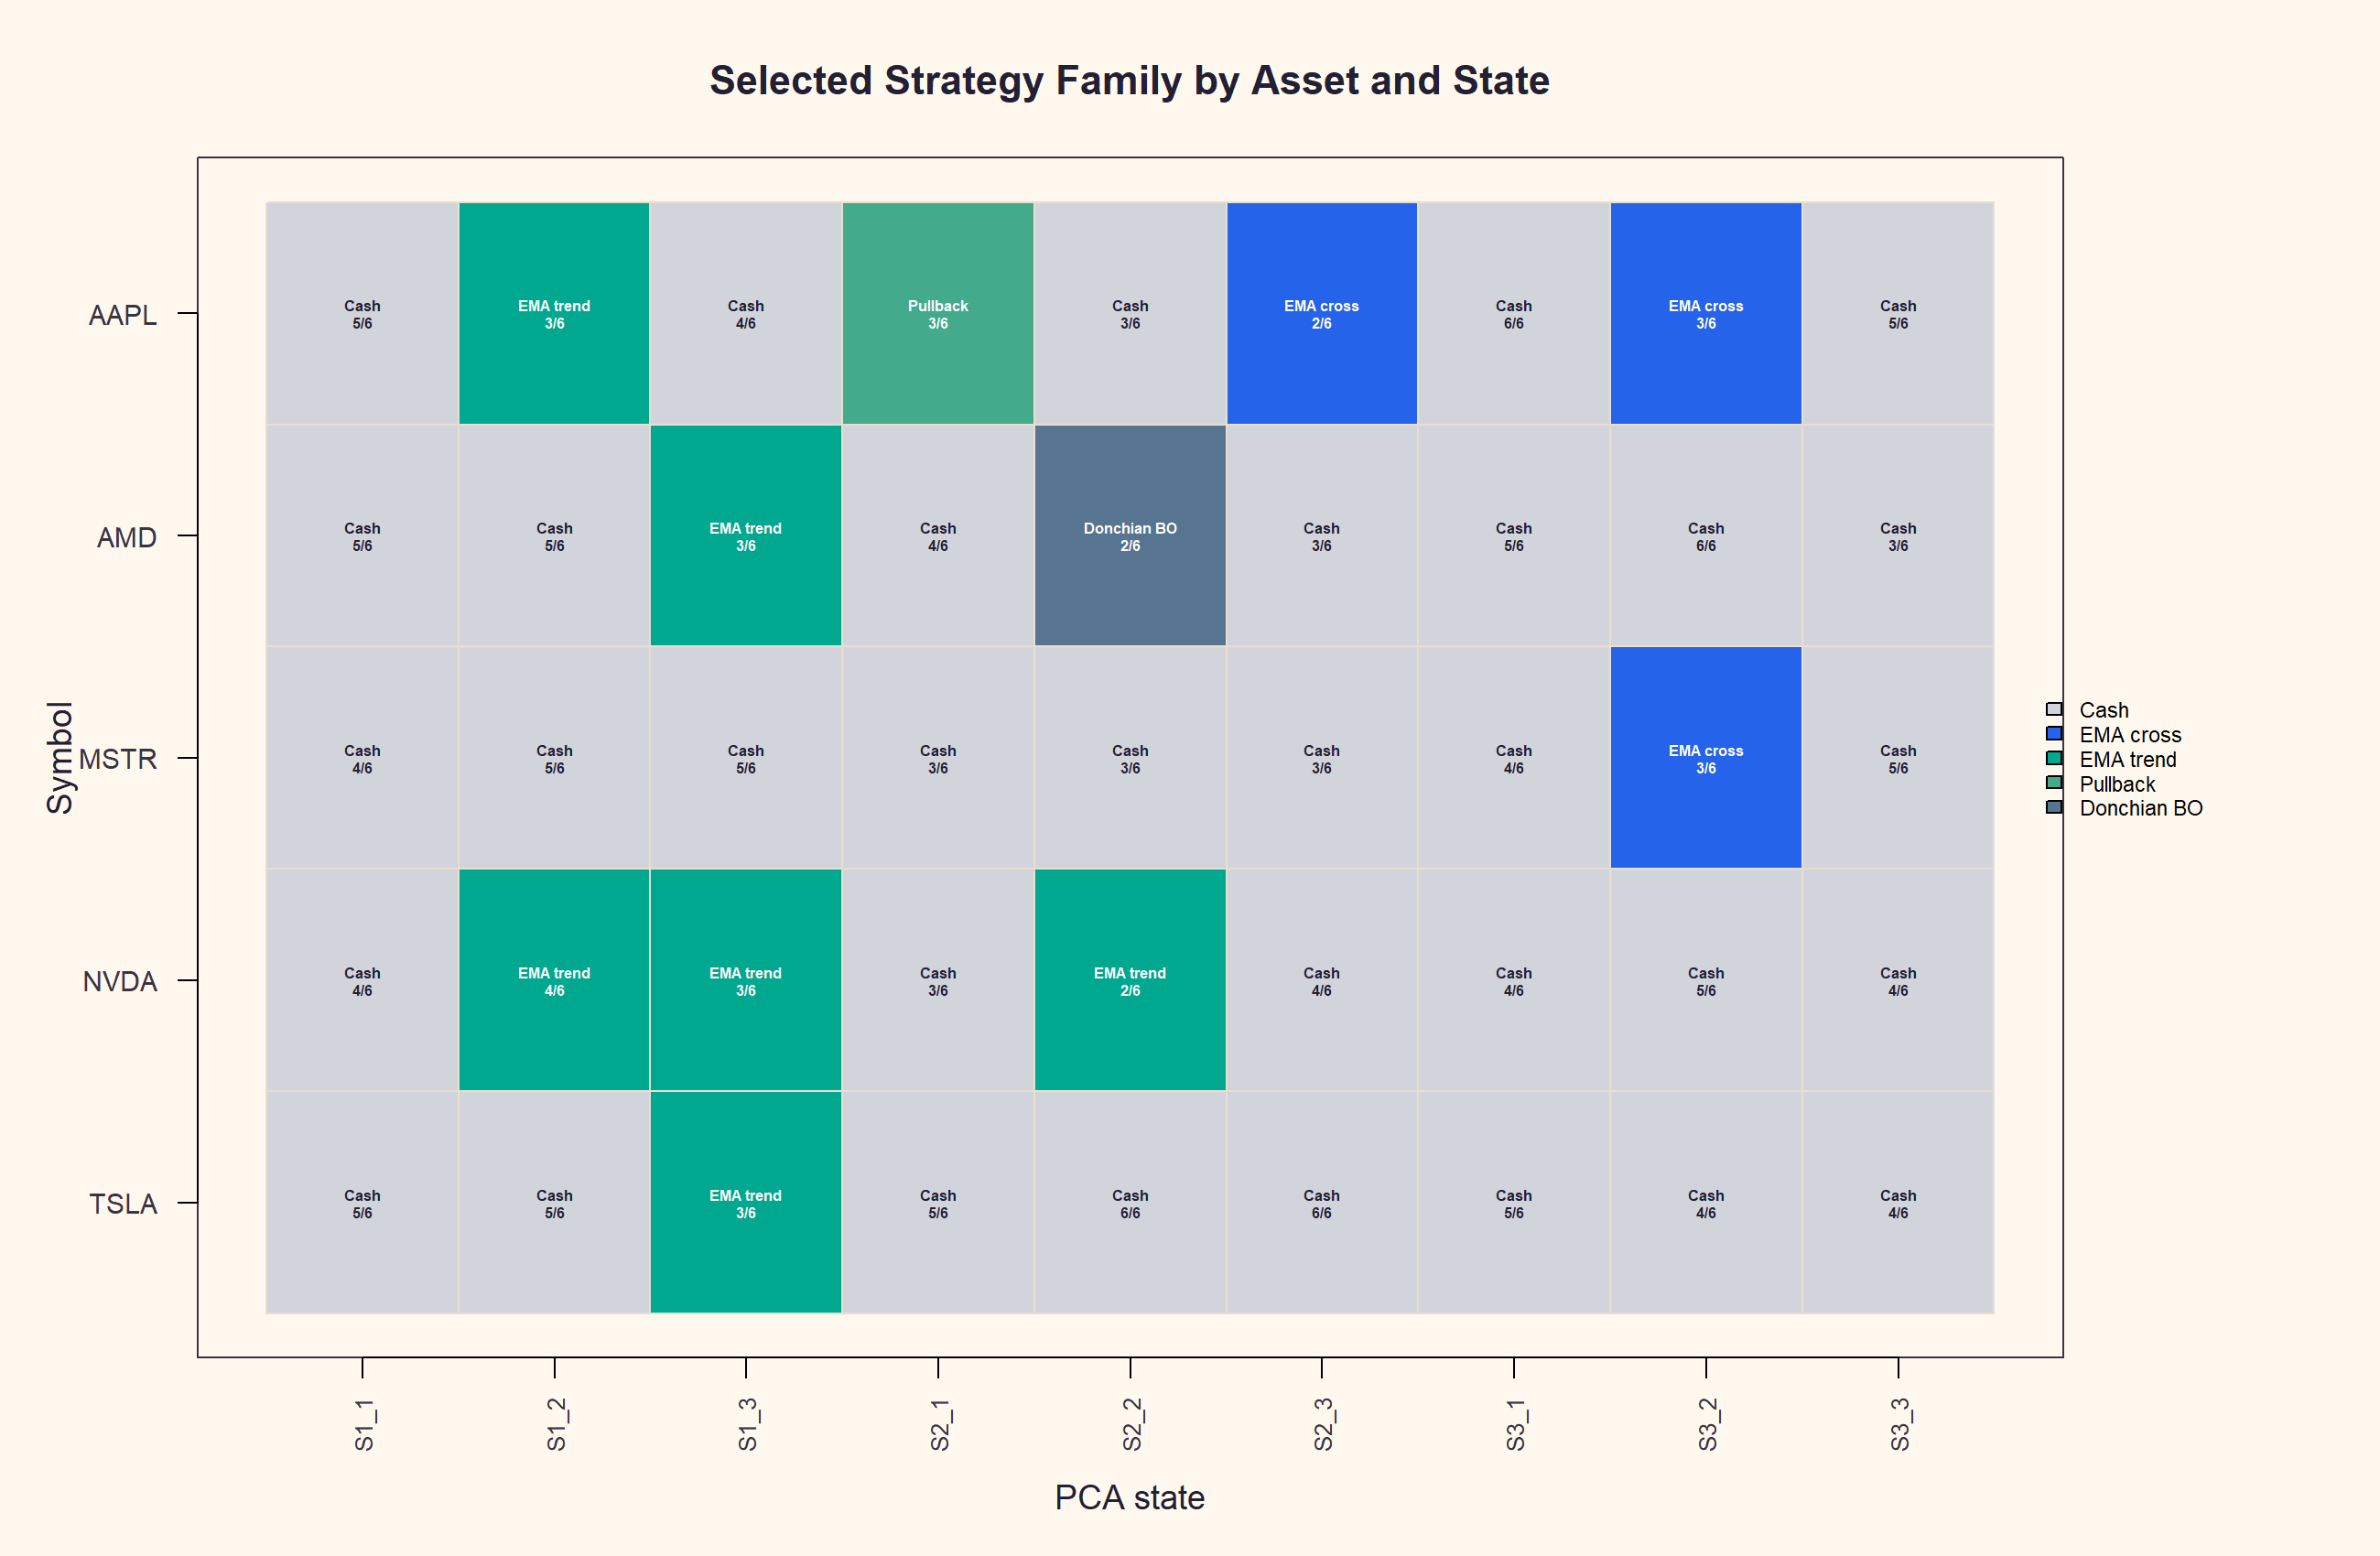 Selected Strategy Family by Asset and State
Symbol
AAPL
Cash
5/6
EMA trend
3/6
Cash
4/6
Pullback
3/6
Cash
3/6
EMA cross
2/6
Cash
6/6
EMA cross
3/6
Cash
5/6
AMD
Cash
5/6
Cash
5/6
EMA trend
3/6
Cash
4/6
Donchian BO
2/6
Cash
3/6
Cash
5/6
Cash
6/6
Cash
3/6
MSTR
Cash
4/6
Cash
5/6
Cash
5/6
Cash
3/6
Cash
3/6
Cash
3/6
Cash
4/6
EMA cross
3/6
Cash
5/6
NVDA
Cash
4/6
EMA trend
4/6
EMA trend
3/6
Cash
3/6
EMA trend
2/6
Cash
4/6
Cash
4/6
Cash
5/6
Cash
4/6
TSLA
Cash
5/6
Cash
5/6
EMA trend
3/6
Cash
5/6
Cash
6/6
Cash
6/6
Cash
5/6
Cash
4/6
Cash
4/6
S1_1
S1_2
S1_3
S2_1
S2_2
S2_3
S3_1
S3_2
S3_3
PCA state
Cash
EMA cross
EMA trend
Pullback
Donchian BO